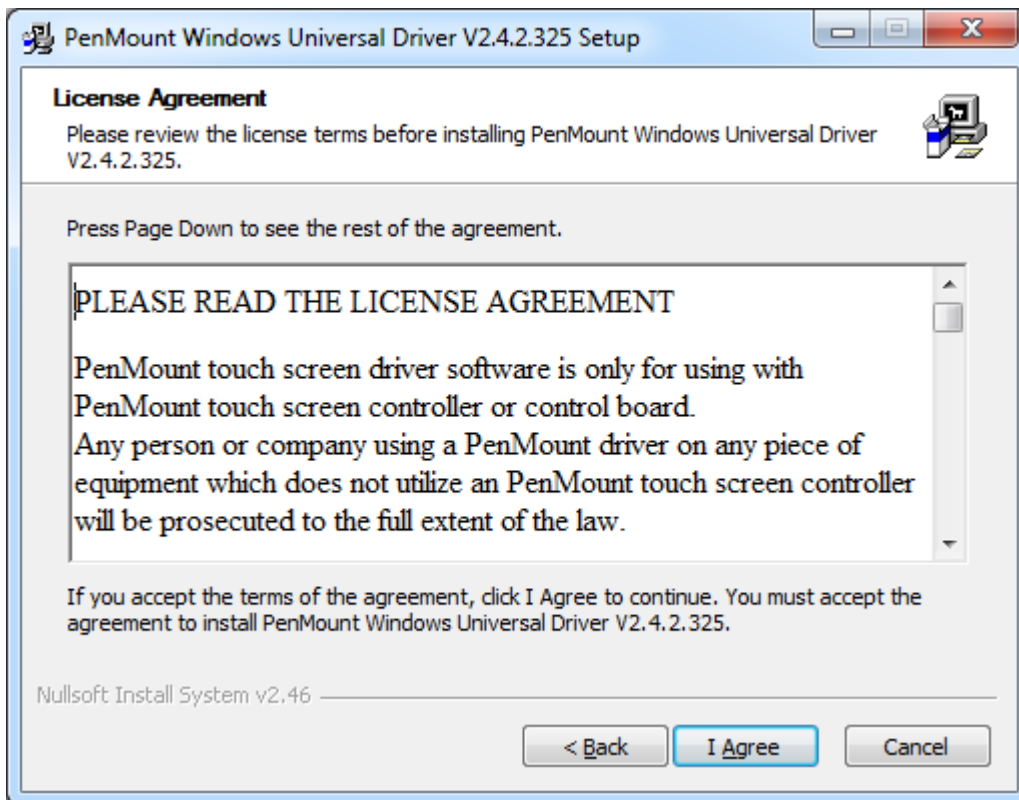 PenMount Windows Universal Driver V2.4.2.325 Setup
License Agreement
Please review the license terms before installing PenMount Windows Universal Driver
V2.4.2.325.
Press Page Down to see the rest of the agreement.
PLEASE READ THE LICENSE AGREEMENT
PenMount touch screen driver software is only for using with
PenMount touch screen controller or control board.
Any person or company using a PenMount driver on any piece of
equipment which does not utilize an PenMount touch screen controller
will be prosecuted to the full extent of the law.
If you accept the terms of the agreement, click I Agree to continue. You must accept the
agreement to install PenMount Windows Universal Driver V2.4.2.325.
Nullsoft Install System v2.46
< Back I Agree Cancel